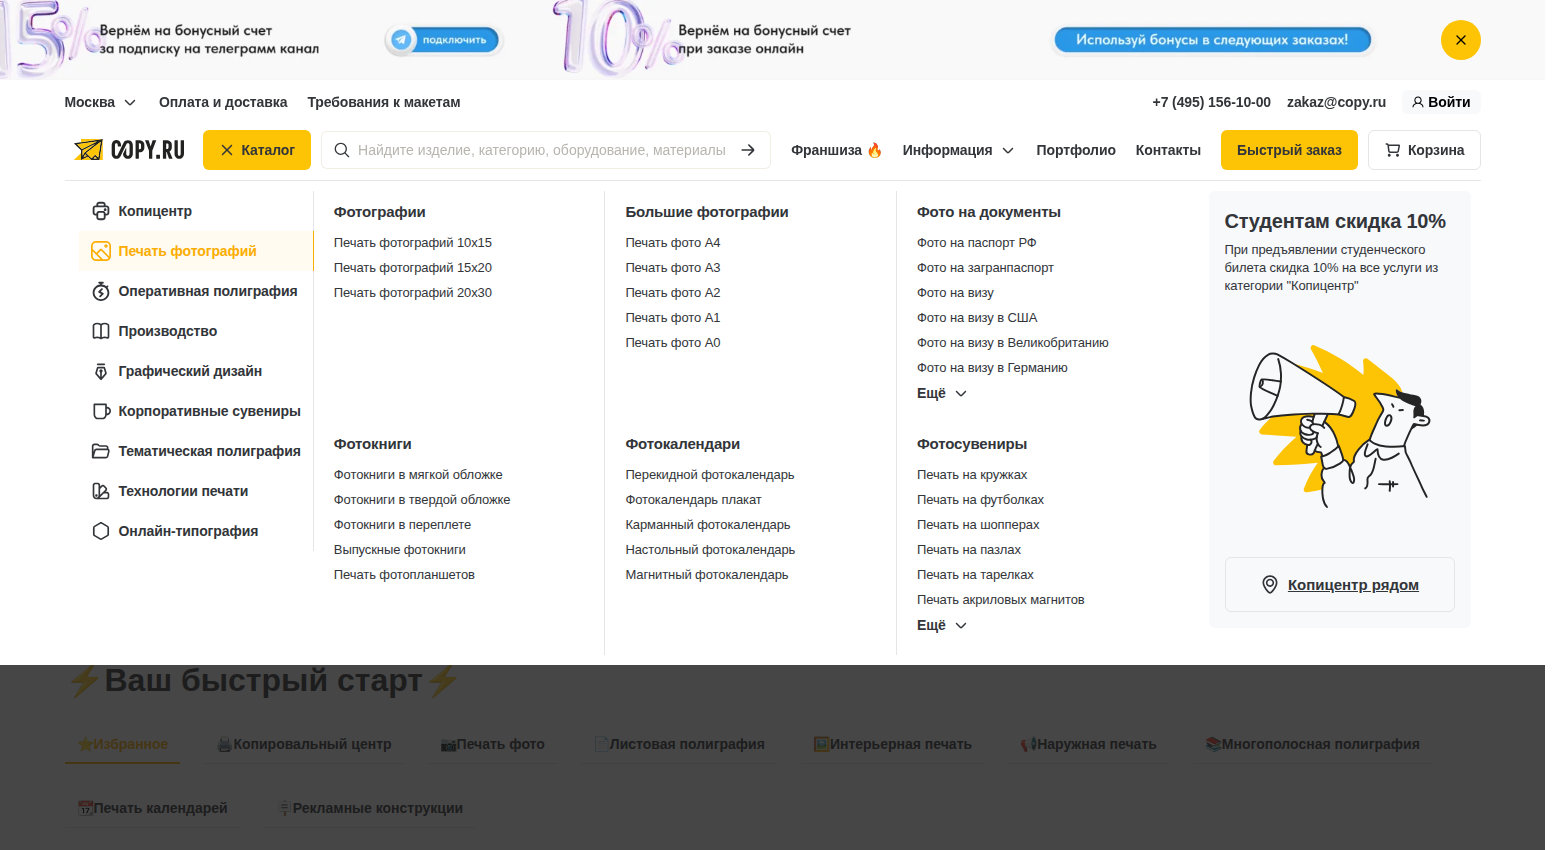 15%
Вернём на бонусный счет
за подписку на телеграмм канал
подключить
10%
Вернём на бонусный счет
при заказе онлайн
Используй бонусы в следующих заказах!
Москва
Оплата и доставка
Требования к макетам
+7 (495) 156-10-00
zakaz@copy.ru
Войти
COPY.RU
Каталог
Найдите изделие, категорию, оборудование, материалы
Франшиза 🔥
Информация
Портфолио
Контакты
Быстрый заказ
Корзина
Копицентр
Печать фотографий
Оперативная полиграфия
Производство
Графический дизайн
Корпоративные сувениры
Тематическая полиграфия
Технологии печати
Онлайн-типография
Фотографии
Печать фотографий 10х15
Печать фотографий 15х20
Печать фотографий 20х30
Большие фотографии
Печать фото А4
Печать фото А3
Печать фото А2
Печать фото А1
Печать фото А0
Фото на документы
Фото на паспорт РФ
Фото на загранпаспорт
Фото на визу
Фото на визу в США
Фото на визу в Великобританию
Фото на визу в Германию
Ещё
Фотокниги
Фотокниги в мягкой обложке
Фотокниги в твердой обложке
Фотокниги в переплете
Выпускные фотокниги
Печать фотопланшетов
Фотокалендари
Перекидной фотокалендарь
Фотокалендарь плакат
Карманный фотокалендарь
Настольный фотокалендарь
Магнитный фотокалендарь
Фотосувениры
Печать на кружках
Печать на футболках
Печать на шопперах
Печать на пазлах
Печать на тарелках
Печать акриловых магнитов
Ещё
Студентам скидка 10%
При предъявлении студенческого
билета скидка 10% на все услуги из
категории "Копицентр"
Копицентр рядом
⚡Ваш быстрый старт⚡
⭐Избранное
🖨️Копировальный центр
📷Печать фото
📄Листовая полиграфия
🖼️Интерьерная печать
📢Наружная печать
📚Многополосная полиграфия
📆Печать календарей
🪧Рекламные конструкции